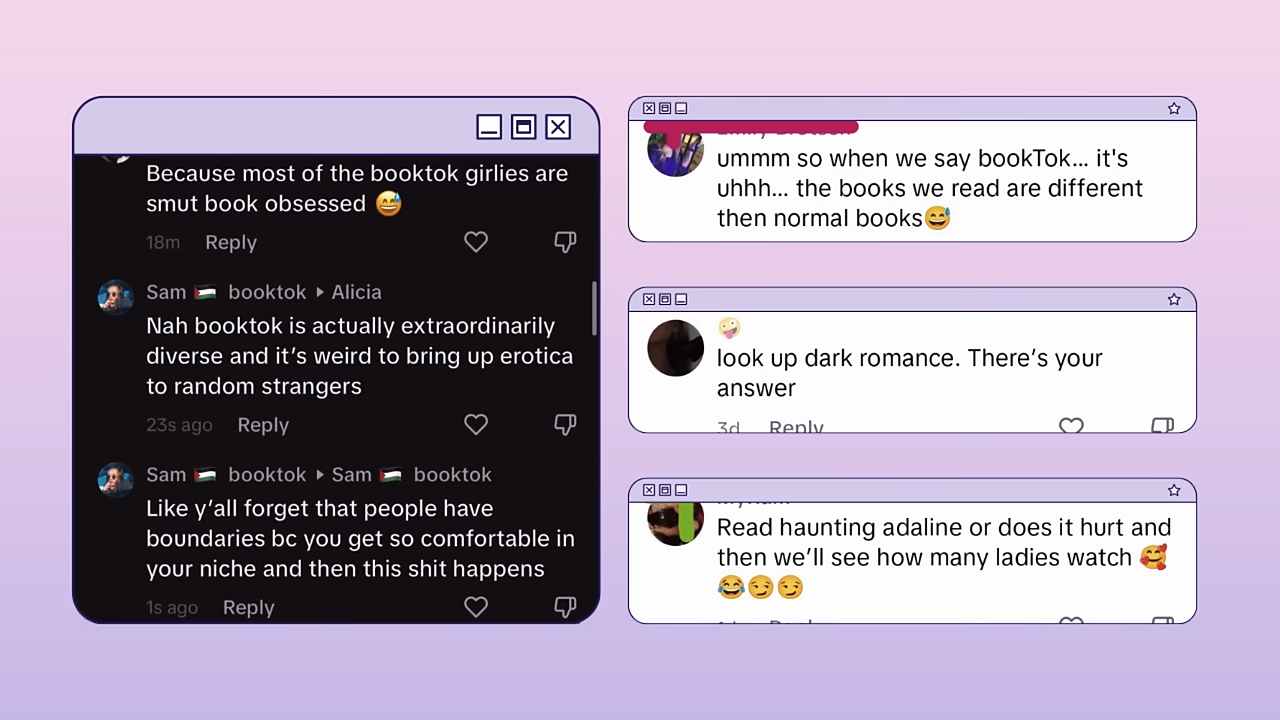 Because most of the booktok girlies are
smut book obsessed 😅
18m Reply
Sam 🇵🇸 booktok ▸ Alicia
Nah booktok is actually extraordinarily
diverse and it’s weird to bring up erotica
to random strangers
23s ago Reply
Sam 🇵🇸 booktok ▸ Sam 🇵🇸 booktok
Like y’all forget that people have
boundaries bc you get so comfortable in
your niche and then this shit happens
1s ago Reply
ummm so when we say bookTok... it's
uhhh... the books we read are different
then normal books😅
🤪
look up dark romance. There’s your
answer
3d Reply
Read haunting adaline or does it hurt and
then we’ll see how many ladies watch 🥰
😂😏😏